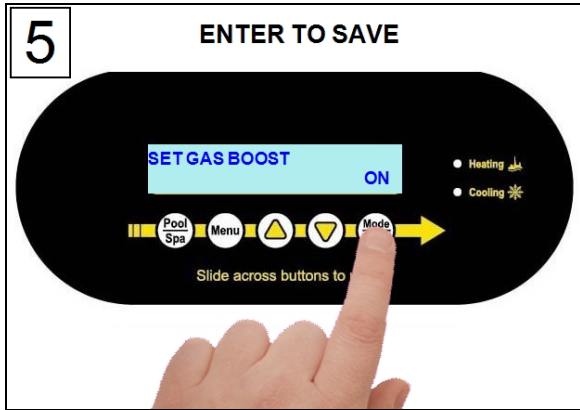 5
ENTER TO SAVE
SET GAS BOOST
ON
Heating
Cooling
Pool
Spa
Menu
Mode
Slide across buttons to